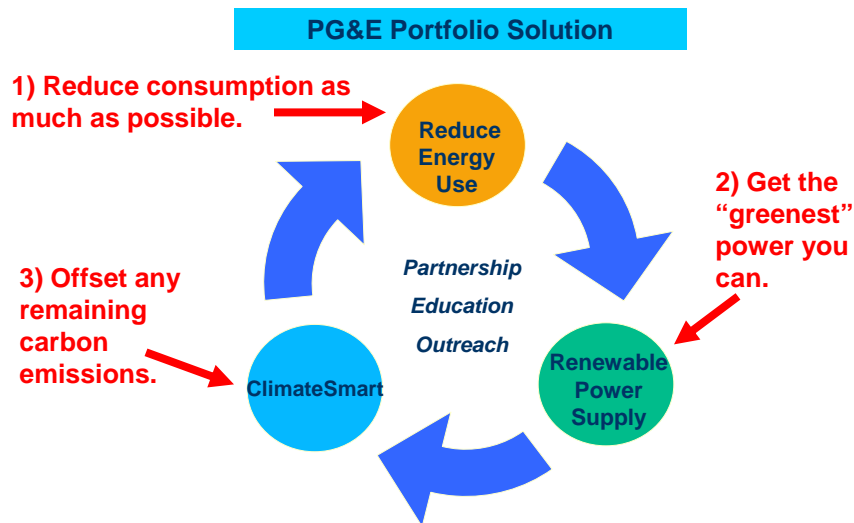 PG&E Portfolio Solution
1) Reduce consumption as
much as possible.
Reduce
Energy
Use
2) Get the
“greenest”
power you
can.
Partnership
Education
Outreach
3) Offset any
remaining
carbon
emissions.
ClimateSmart
Renewable
Power
Supply